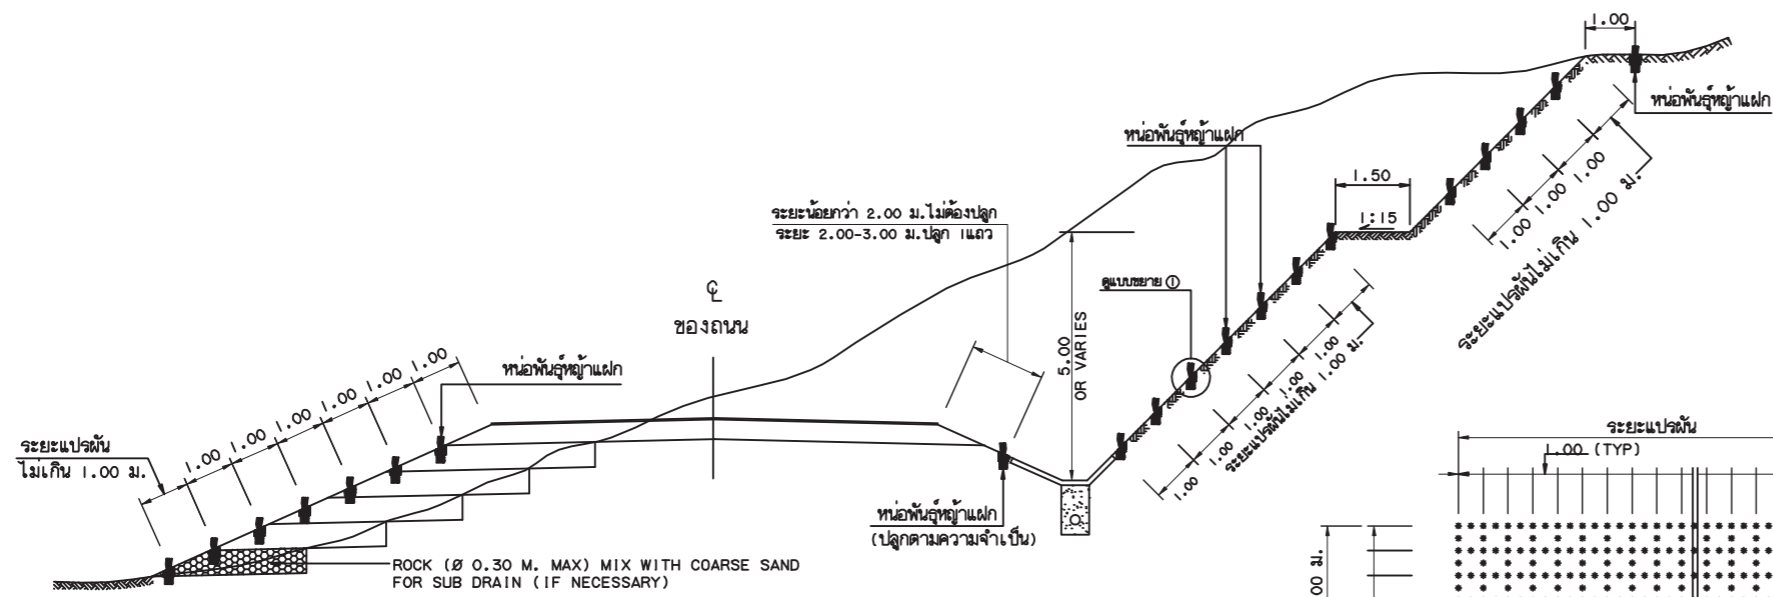 1.00
หน่อพันธุ์หญ้าแฝก
หน่อพันธุ์หญ้าแฝก
1.50
1:15
1.00
1.00
1.00
ระยะแปรผันไม่เกิน 1.00 ม.
ระยะน้อยกว่า 2.00 ม.ไม่ต้องปลูก
ระยะ 2.00-3.00 ม.ปลูก 1แถว
ดูแบบขยาย ①
5.00
OR VARIES
℄
ของถนน
หน่อพันธุ์หญ้าแฝก
1.00
1.00
1.00
1.00
1.00
1.00
ระยะแปรผัน
ไม่เกิน 1.00 ม.
1.00
1.00
1.00
1.00
1.00
ระยะแปรผันไม่เกิน 1.00 ม.
หน่อพันธุ์หญ้าแฝก
(ปลูกตามความจำเป็น)
ROCK (Ø 0.30 M. MAX) MIX WITH COARSE SAND
FOR SUB DRAIN (IF NECESSARY)
ระยะแปรผัน
1.00 (TYP)
00 ม.